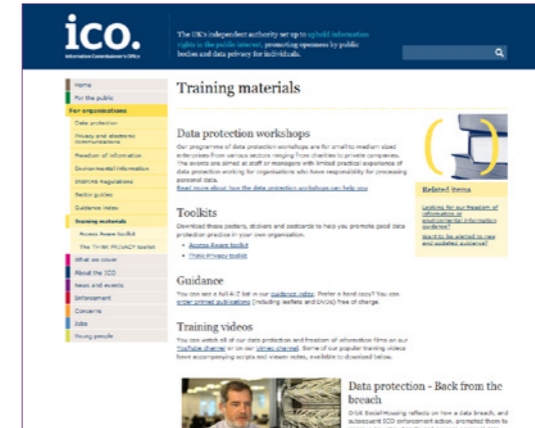 ico.
Information Commissioner's Office
The UK's independent authority set up to uphold information
rights in the public interest, promoting openness by public
bodies and data privacy for individuals.
Home
For the public
For organisations
Data protection
Privacy and electronic
communications
Freedom of information
Environmental information
INSPIRE Regulations
Sector guides
Guidance index
Training materials
Access Aware toolkit
The THINK PRIVACY toolkit
What we cover
About the ICO
News and events
Enforcement
Concerns
Jobs
Young people
Training materials
Data protection workshops
Our programme of data protection workshops are for small to medium sized
enterprises from various sectors ranging from charities to private companies.
The events are aimed at staff or managers with limited practical experience of
data protection working for organisations who have responsibility for processing
personal data.
Read more about how the data protection workshops can help you
Toolkits
Download these posters, stickers and postcards to help you promote good data
protection practice in your own organisation.
Access Aware toolkit
Think Privacy toolkit
Guidance
You can see a full A-Z list in our guidance index. Prefer a hard copy? You can
order printed publications (including leaflets and DVDs) free of charge.
Training videos
You can watch all of our data protection and freedom of information films on our
YouTube channel or on our vimeo channel. Some of our popular training videos
have accompanying scripts and viewer notes, available to download below.
Data protection - Back from the
breach
Orbit Social Housing reflects on how a data breach, and
subsequent ICO enforcement action, prompted them to
Related items
Looking for our freedom of
information or
environmental information
guidance?
Want to be alerted to new
and updated guidance?